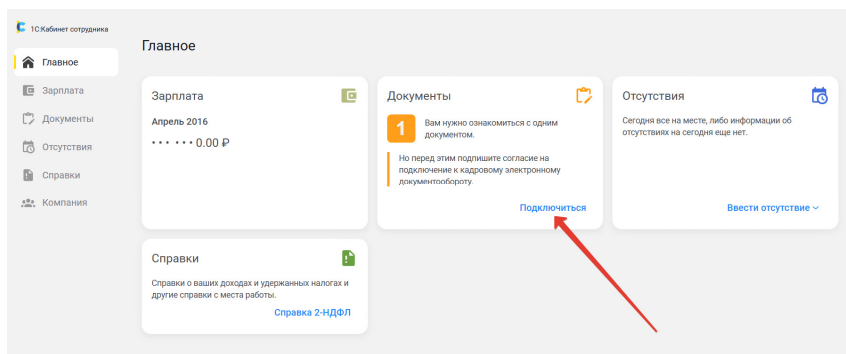 1С:Кабинет сотрудника
Главное
Зарплата
Документы
Отсутствия
Справки
Компания
Главное
Зарплата
Апрель 2016
• • • • • • 0.00 ₽
Документы
1
Вам нужно ознакомиться с одним
документом.
Но перед этим подпишите согласие на
подключение к кадровому электронному
документообороту.
Подключиться
Отсутствия
Сегодня все на месте, либо информации об
отсутствиях на сегодня еще нет.
Ввести отсутствие
Справки
Справки о ваших доходах и удержанных налогах и
другие справки с места работы.
Справка 2-НДФЛ